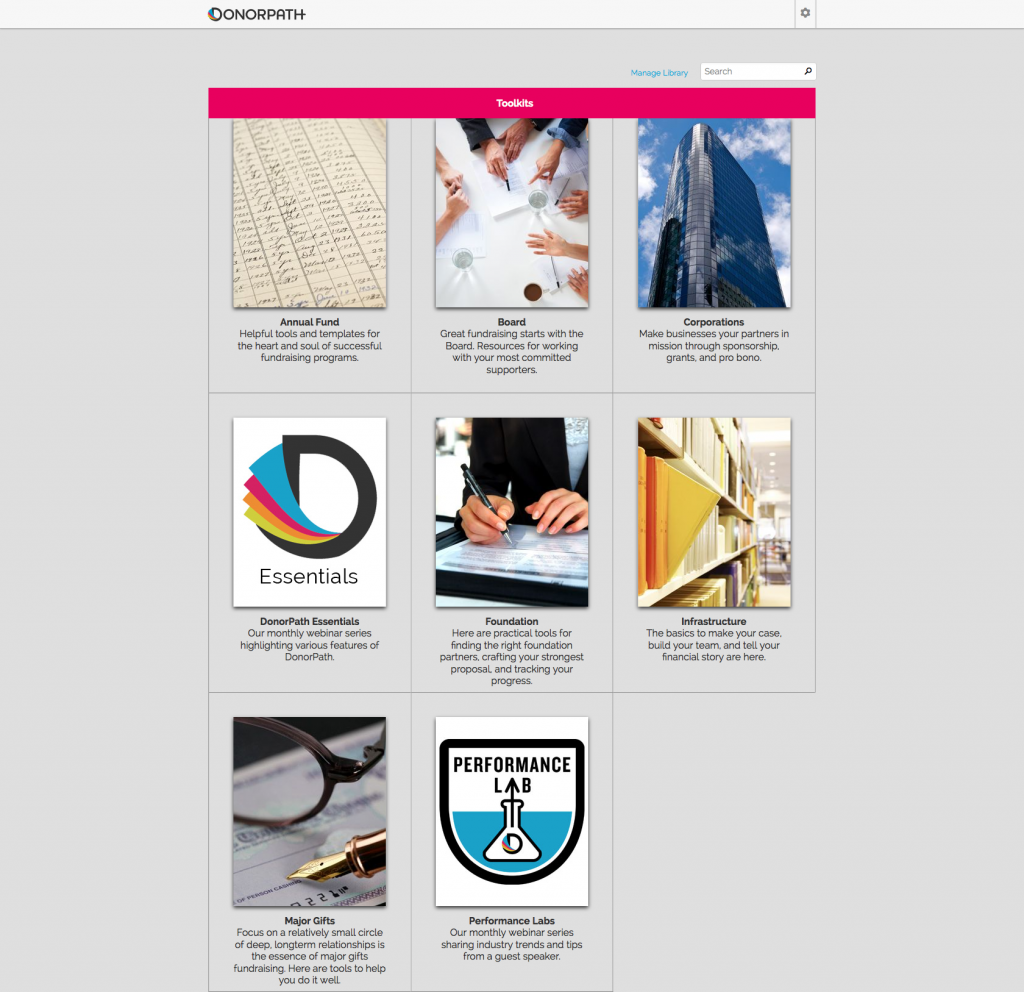 DONORPATH
Manage Library
Search
Toolkits
Annual Fund
Helpful tools and templates for
the heart and soul of successful
fundraising programs.
Board
Great fundraising starts with the
Board. Resources for working
with your most committed
supporters.
Corporations
Make businesses your partners in
mission through sponsorship,
grants, and pro bono.
Essentials
DonorPath Essentials
Our monthly webinar series
highlighting various features of
DonorPath.
Foundation
Here are practical tools for
finding the right foundation
partners, crafting your strongest
proposal, and tracking your
progress.
Infrastructure
The basics to make your case,
build your team, and tell your
financial story are here.
OF PERSON CASHING
Major Gifts
Focus on a relatively small circle
of deep, longterm relationships is
the essence of major gifts
fundraising. Here are tools to help
you do it well.
PERFORMANCE
LAB
Performance Labs
Our monthly webinar series
sharing industry trends and tips
from a guest speaker.